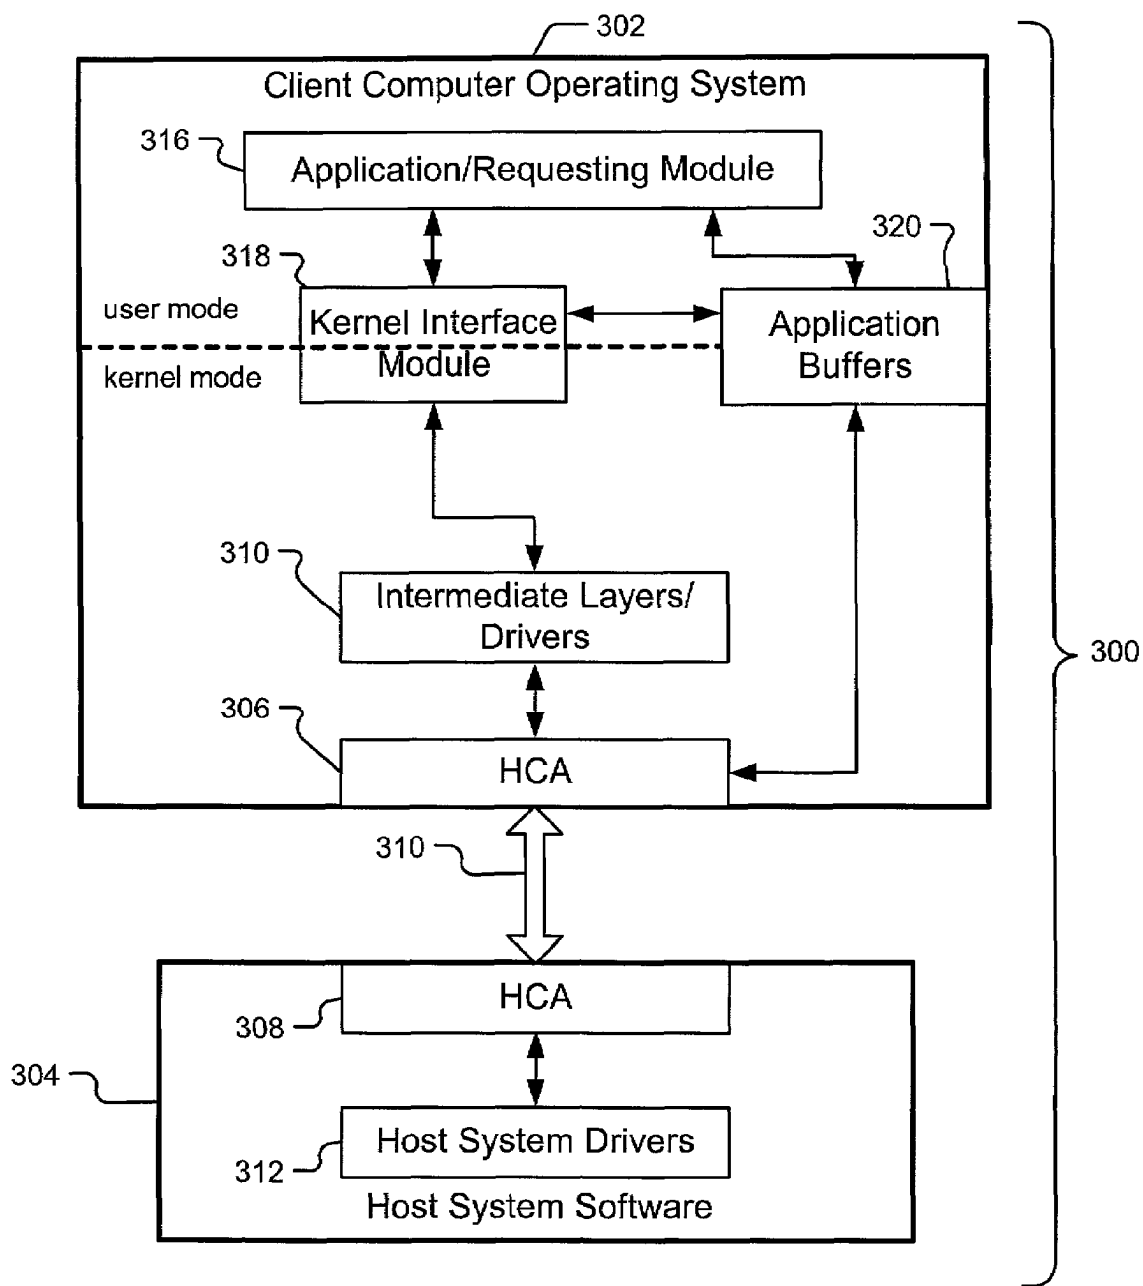 302
Client Computer Operating System
316
Application/Requesting Module
320
318
user mode
Kernel Interface
Module
kernel mode
Application
Buffers
310
Intermediate Layers/
Drivers
300
306
HCA
310
HCA
308
304
Host System Drivers
312
Host System Software